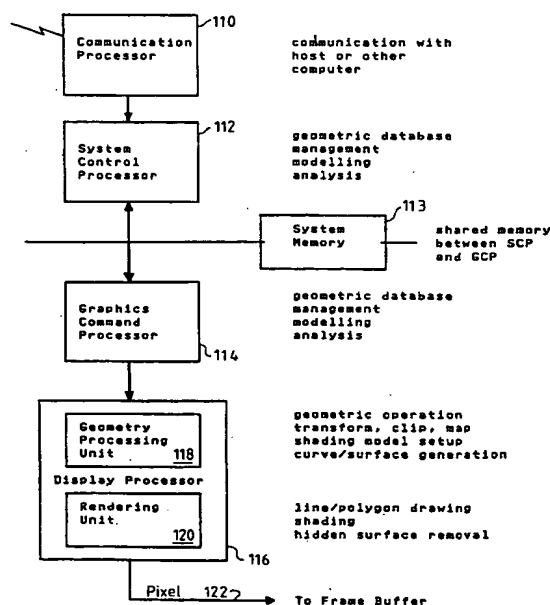 110
Communication
Processor
communication with
host or other
computer
112
System
Control
Processor
geometric database
management
modelling
analysis
113
System
Memory
shared memory
between SCP
and GCP
Graphics
Command
Processor
114
geometric database
management
modelling
analysis
Geometry
Processing
Unit 118
geometric operation
transform, clip, map
shading model setup
curve/surface generation
Display Processor
Rendering
Unit 120
line/polygon drawing
shading
hidden surface removal
116
Pixel 122
To Frame Buffer